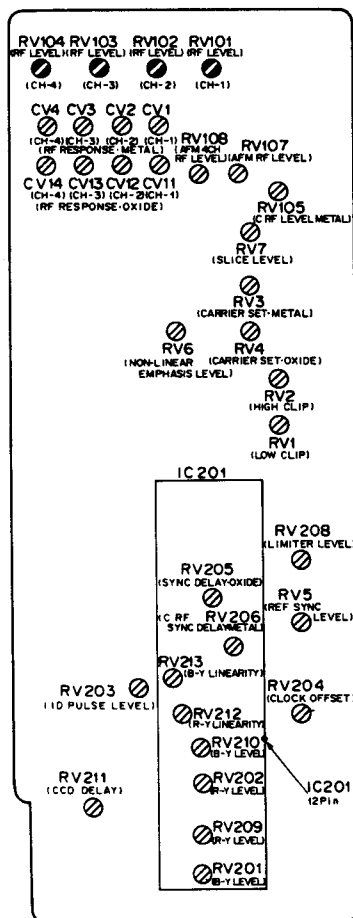 RV104 RV103 RV102 RV101
(RF LEVEL) (RF LEVEL) (RF LEVEL) (RF LEVEL)
(CH-4) (CH-3) (CH-2) (CH-1)
CV4 CV3 CV2 CV1
(CH-4) (CH-3) (CH-2) (CH-1)
(RF RESPONSE·METAL)
RV108
(AFM 4CH
RF LEVEL)
RV107
(AFM RF LEVEL)
CV14 CV13 CV12 CV11
(CH-4) (CH-3) (CH-2) (CH-1)
(RF RESPONSE·OXIDE)
RV105
(C RF LEVEL METAL)
RV7
(SLICE LEVEL)
RV3
(CARRIER SET·METAL)
RV6
(NON-LINEAR
EMPHASIS LEVEL)
RV4
(CARRIER SET·OXIDE)
RV2
(HIGH CLIP)
RV1
(LOW CLIP)
IC201
RV208
(LIMITER LEVEL)
RV205
(SYNC DELAY·OXIDE)
RV5
(REF SYNC
LEVEL)
(C RF RV206
SYNC DELAY METAL)
RV213
(B-Y LINEARITY)
RV203
(ID PULSE LEVEL)
RV204
(CLOCK OFFSET)
RV212
(R-Y LINEARITY)
RV210
(B-Y LEVEL)
RV211
(CCD DELAY)
RV202
(R-Y LEVEL)
IC201
12Pin
RV209
(R-Y LEVEL)
RV201
(B-Y LEVEL)